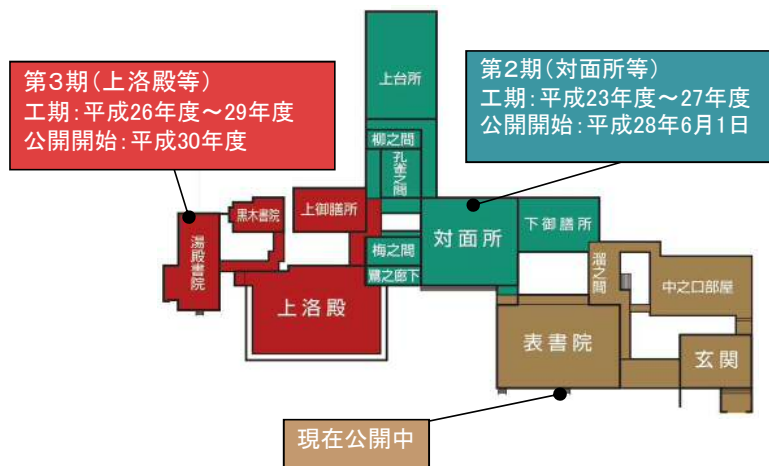 第3期(上洛殿等)
工期:平成26年度~29年度
公開開始:平成30年度
第2期(対面所等)
工期:平成23年度~27年度
公開開始:平成28年6月1日
上台所
柳之間
孔雀之間
黒木書院
上御膳所
湯殿書院
梅之間
対面所
下御膳所
鷺之廊下
溜之間
中之口部屋
上洛殿
表書院
玄関
現在公開中